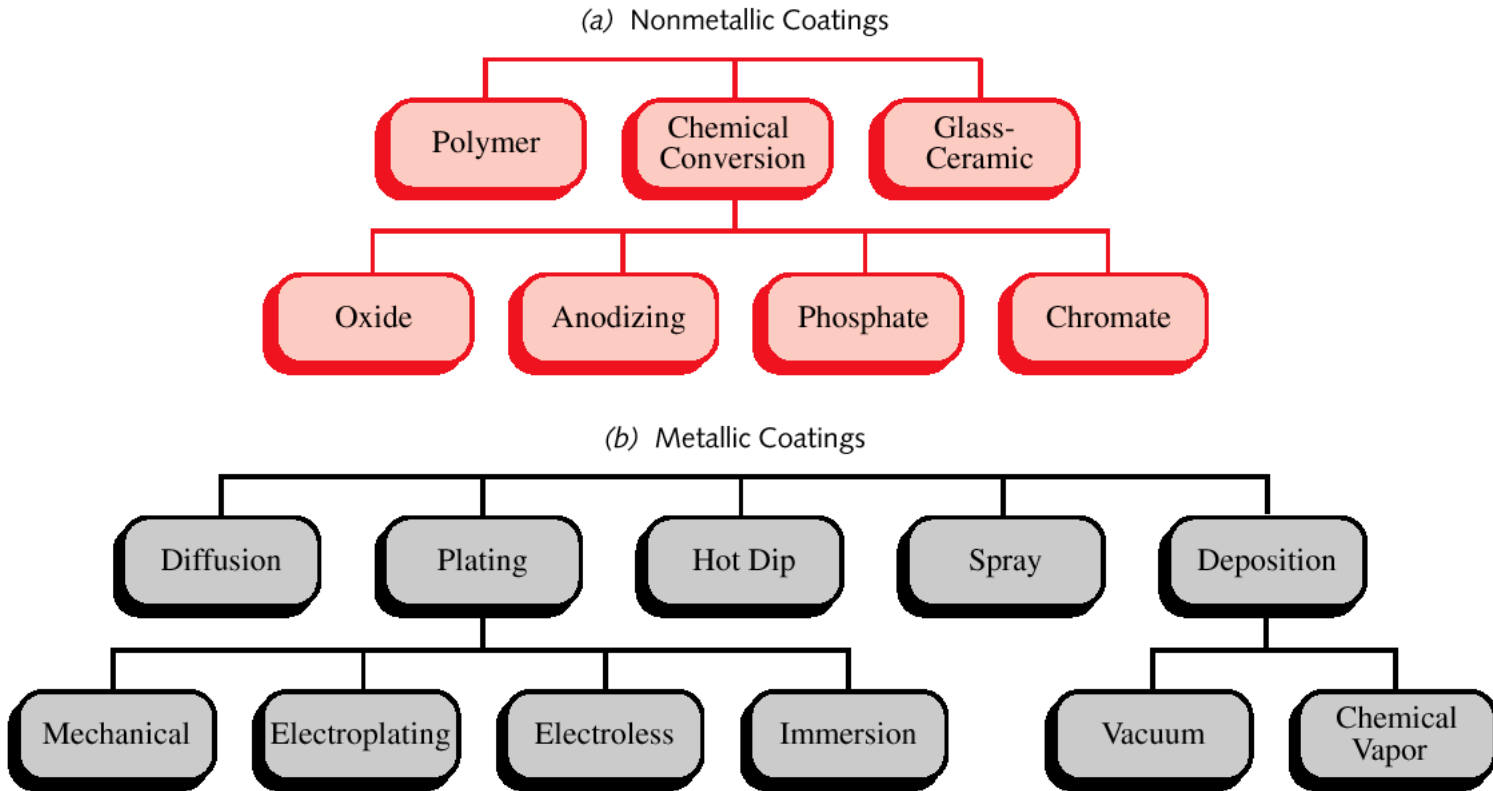 (a) Nonmetallic Coatings
Polymer
Chemical
Conversion
Glass-
Ceramic
Oxide
Anodizing
Phosphate
Chromate
(b) Metallic Coatings
Diffusion
Plating
Hot Dip
Spray
Deposition
Mechanical
Electroplating
Electroless
Immersion
Vacuum
Chemical
Vapor